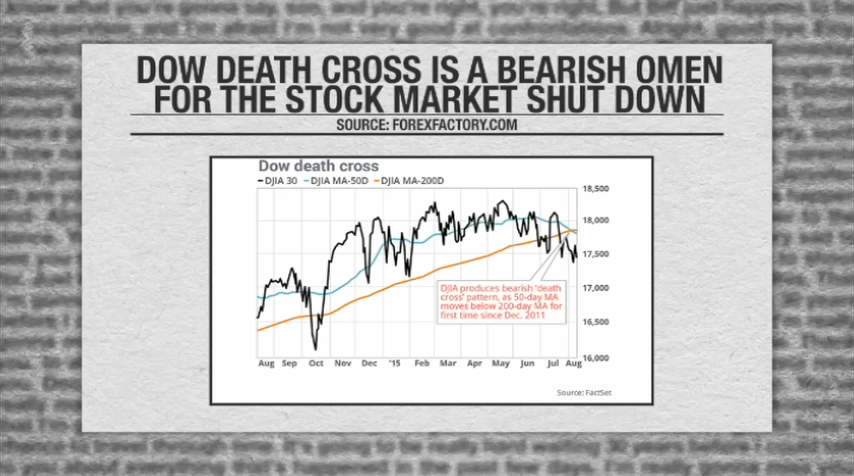 DOW DEATH CROSS IS A BEARISH OMEN
FOR THE STOCK MARKET SHUT DOWN
SOURCE: FOREXFACTORY.COM
Dow death cross
DJIA 30 DJIA MA-50D DJIA MA-200D
18,500
18,000
17,500
17,000
16,500
16,000
DJIA produces bearish 'death
cross' pattern, as 50-day MA
moves below 200-day MA for
first time since Dec. 2011
Aug Sep Oct Nov Dec '15 Feb Mar Apr May Jun Jul Aug
Source: FactSet